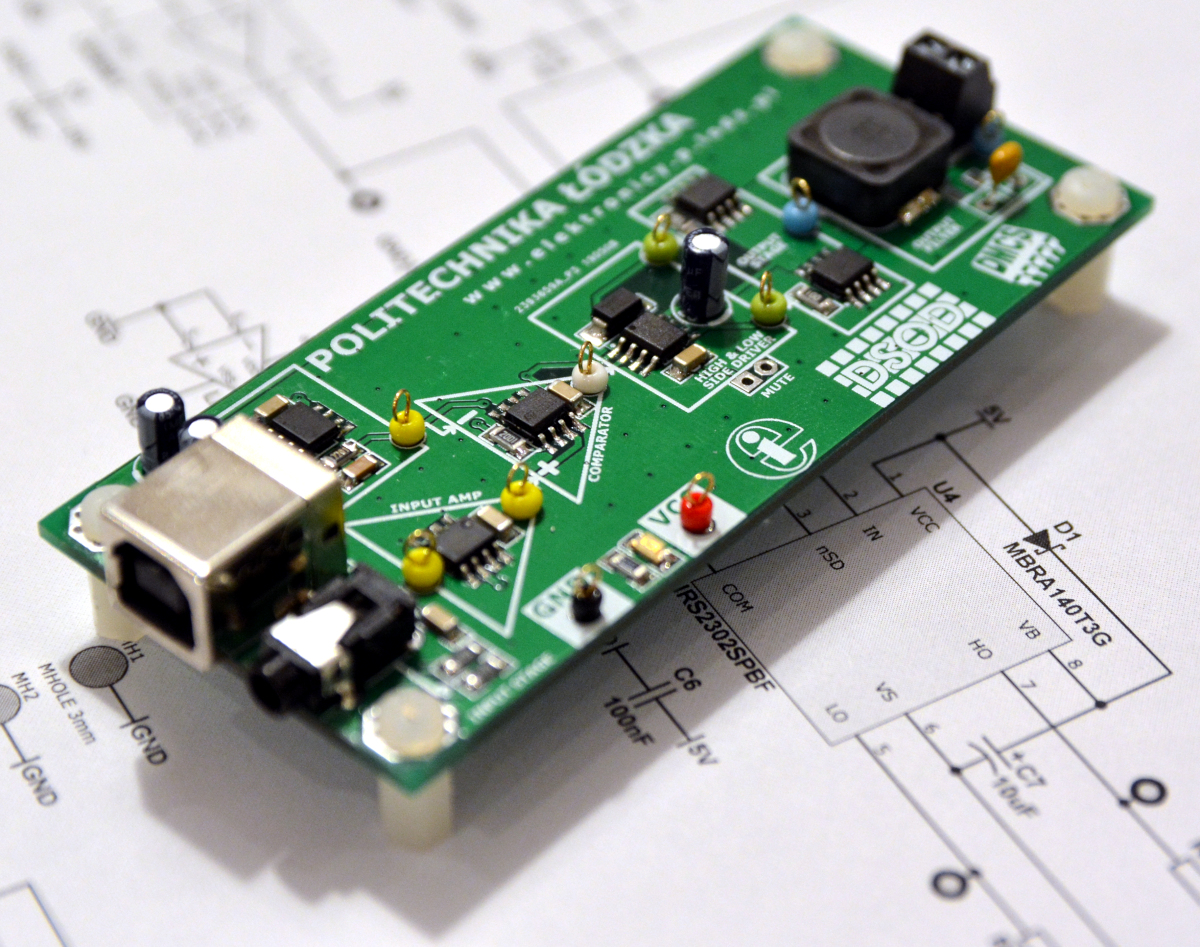 POLITECHNIKA ŁÓDZKA
www.elektronicy.p.lodz.pl
OUTPUT
STAGE
HIGH & LOW
SIDE DRIVER
MUTE
DSOD
COMPARATOR
INPUT AMP
GND
5V
U4
1
2
3
VCC
IN
nSD
COM
D1
MBRA140T3G
IRS2302SPBF
VB
HO
VS
LO
8
7
6
5
C6
100nF
5V
+C7
10uF
MH1
MHOLE 3mm
MH2
GND
GND